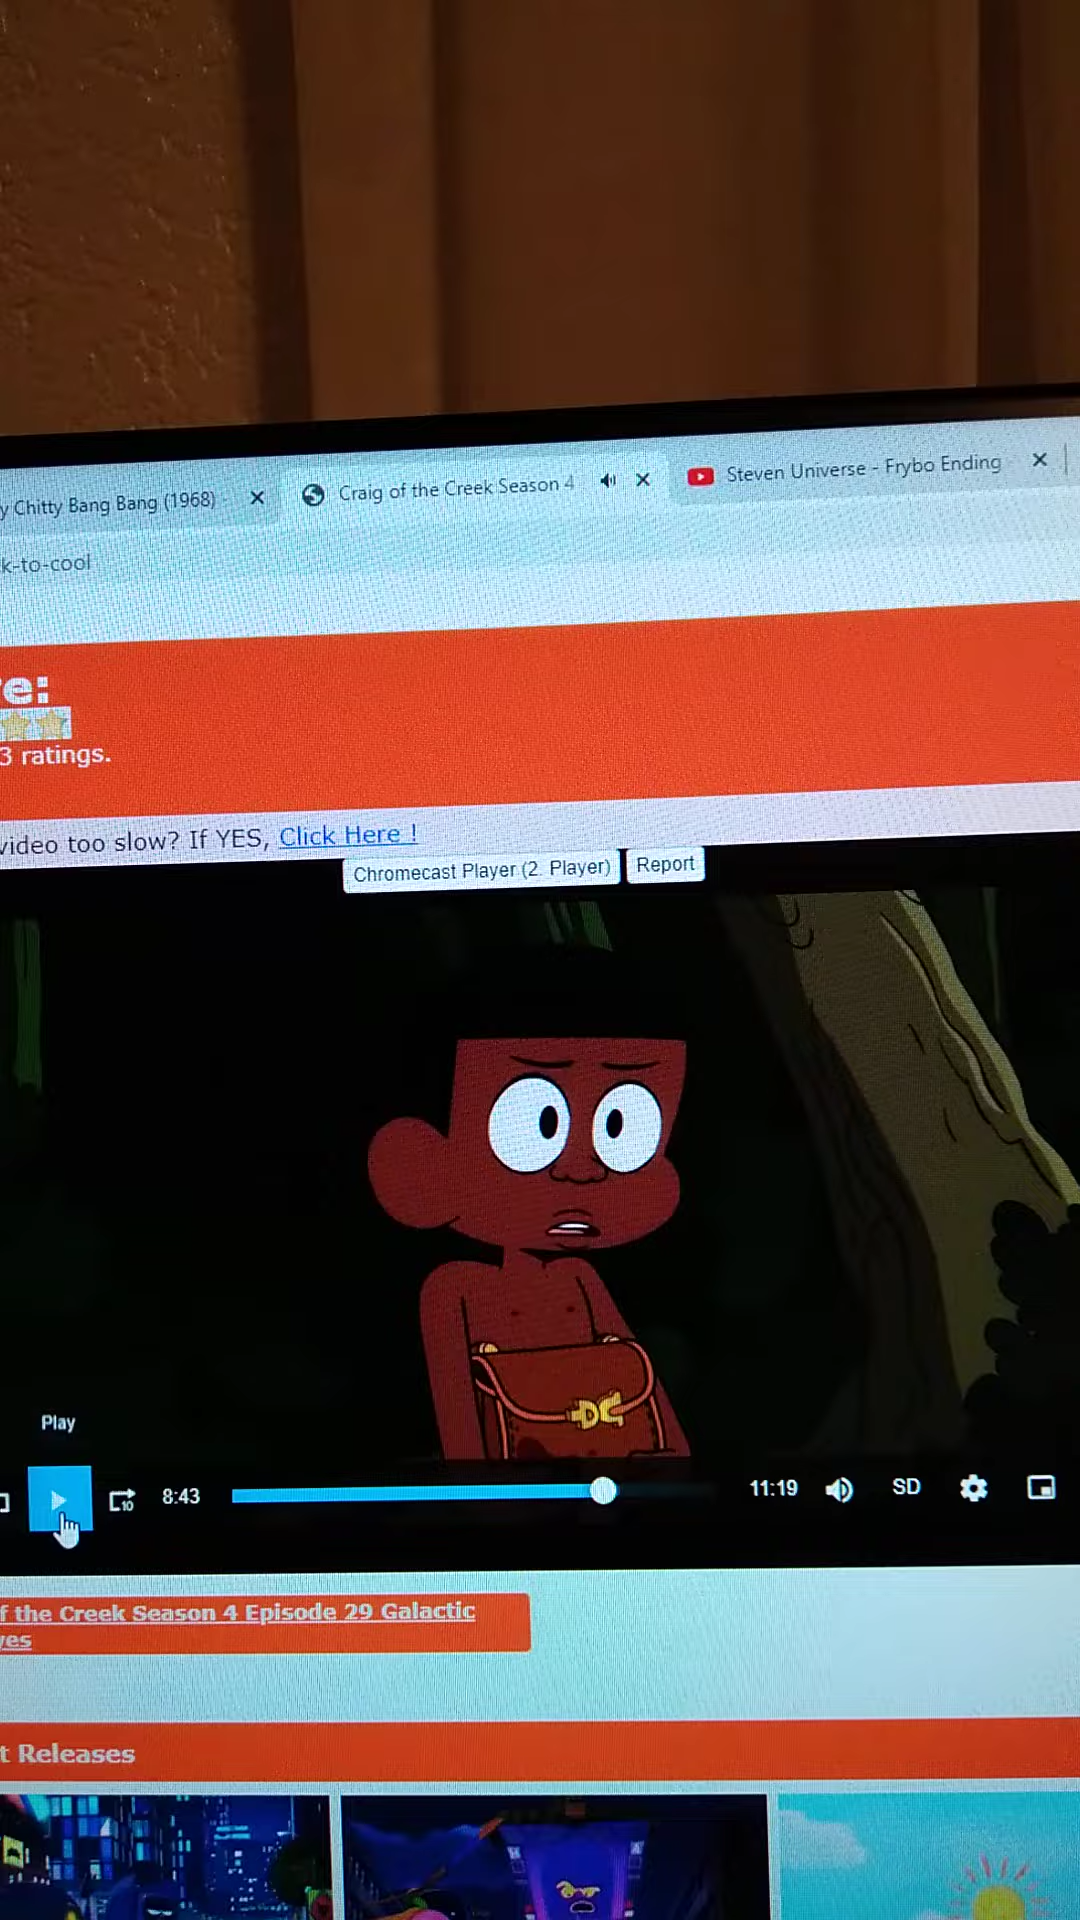 y Chitty Bang Bang (1968)
Craig of the Creek Season 4
Steven Universe - Frybo Ending
k-to-cool
e:
3 ratings.
video too slow? If YES, Click Here !
Chromecast Player (2. Player)
Report
DC
Play
10
8:43
11:19
SD
f the Creek Season 4 Episode 29 Galactic
yes
t Releases